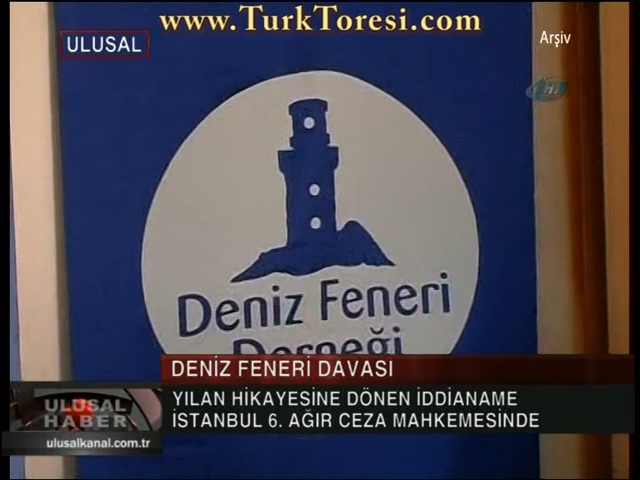 www.TurkToresi.com
ULUSAL
Arşiv
Deniz Feneri
Derneği
DENİZ FENERİ DAVASI
YILAN HİKAYESİNE DÖNEN İDDİANAME
İSTANBUL 6. AĞIR CEZA MAHKEMESİNDE
ULUSAL
HABER
ulusalkanal.com.tr